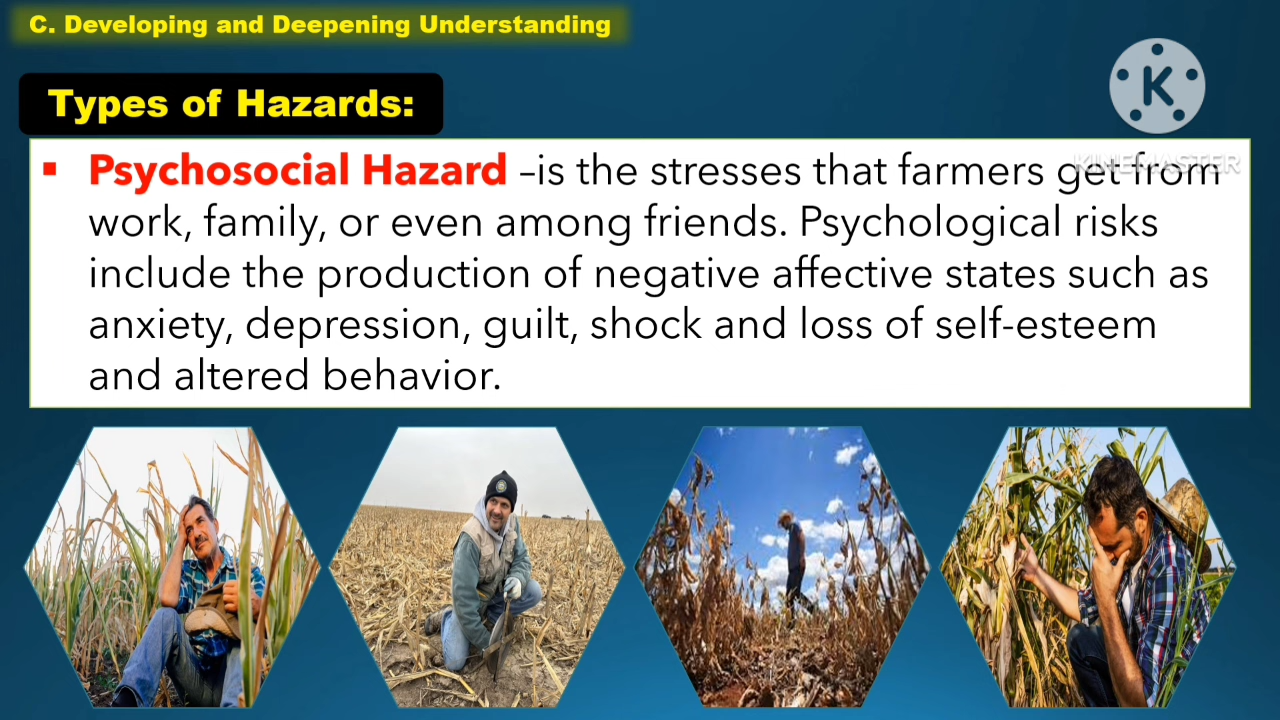 C. Developing and Deepening Understanding
K
KINEMASTER
Types of Hazards:
▪ Psychosocial Hazard –is the stresses that farmers get from
work, family, or even among friends. Psychological risks
include the production of negative affective states such as
anxiety, depression, guilt, shock and loss of self-esteem
and altered behavior.